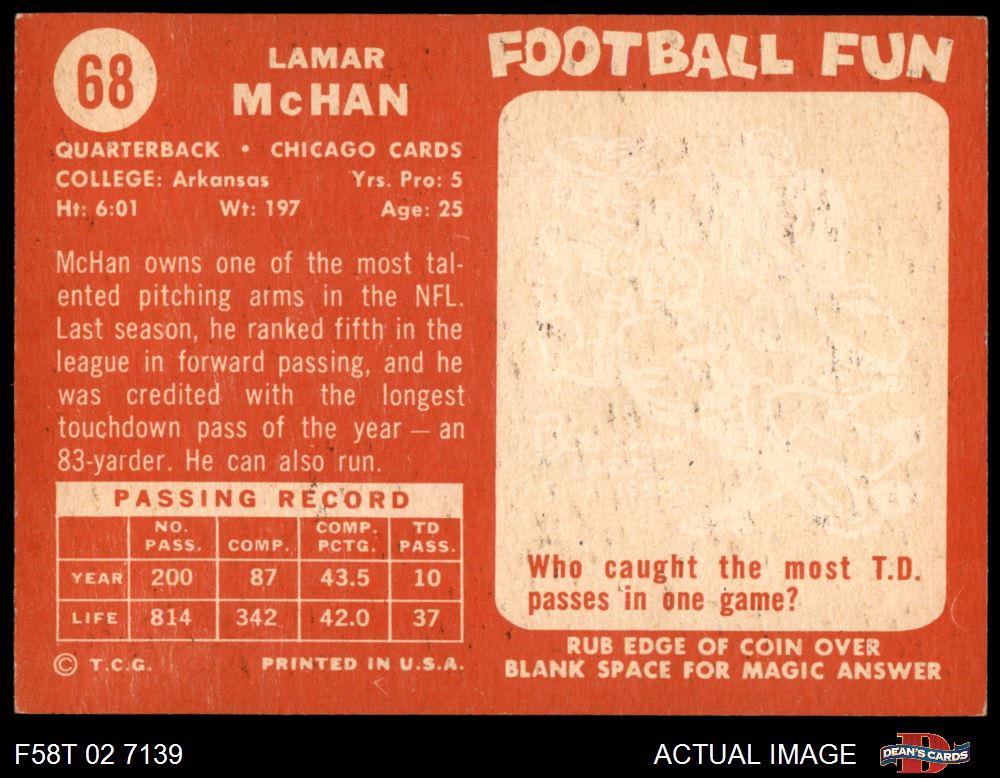 68
LAMAR
McHAN
QUARTERBACK • CHICAGO CARDS
COLLEGE: Arkansas Yrs. Pro: 5
Ht: 6:01 Wt: 197 Age: 25
McHan owns one of the most tal-
ented pitching arms in the NFL.
Last season, he ranked fifth in the
league in forward passing, and he
was credited with the longest
touchdown pass of the year — an
83-yarder. He can also run.
PASSING RECORD
NO. PASS. COMP. COMP. PCTG. TD PASS.
YEAR 200 87 43.5 10
LIFE 814 342 42.0 37
© T.C.G. PRINTED IN U.S.A.
FOOTBALL FUN
Who caught the most T.D.
passes in one game?
RUB EDGE OF COIN OVER
BLANK SPACE FOR MAGIC ANSWER
F58T 02 7139
ACTUAL IMAGE
DEAN'S CARDS